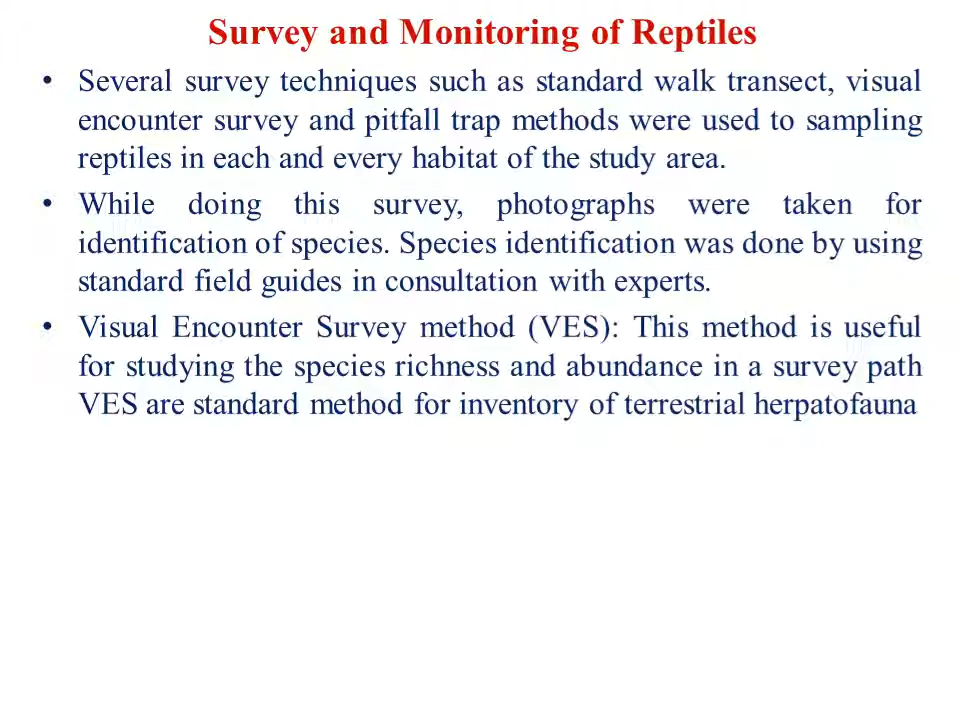 Survey and Monitoring of Reptiles
• Several survey techniques such as standard walk transect, visual
encounter survey and pitfall trap methods were used to sampling
reptiles in each and every habitat of the study area.
• While doing this survey, photographs were taken for
identification of species. Species identification was done by using
standard field guides in consultation with experts.
• Visual Encounter Survey method (VES): This method is useful
for studying the species richness and abundance in a survey path
VES are standard method for inventory of terrestrial herpatofauna